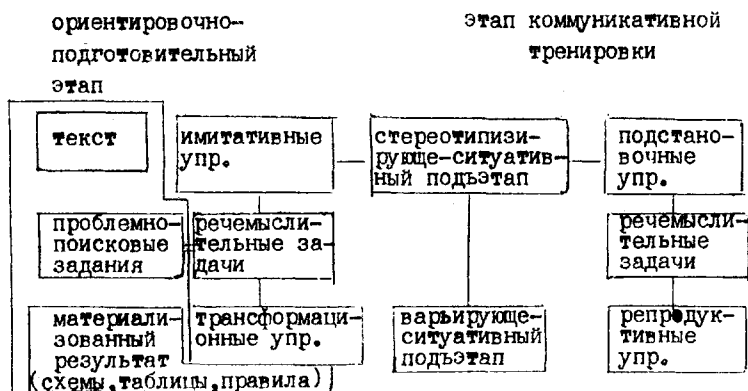 ориентировочно-
подготовительный
этап
этап коммуникативной
тренировки
текст
имитативные
упр.
стереотипизи-
рующе-ситуатив-
ный подъэтап
подстано-
вочные
упр.
проблемно-
поисковые
задания
речемысли-
тельные за-
дачи
речемысли-
тельные
задачи
материали-
зованный
результат
(схемы,таблицы,правила)
трансформаци-
онные упр.
варьирующе-
ситуативный
подъэтап
репродук-
тивные
упр.